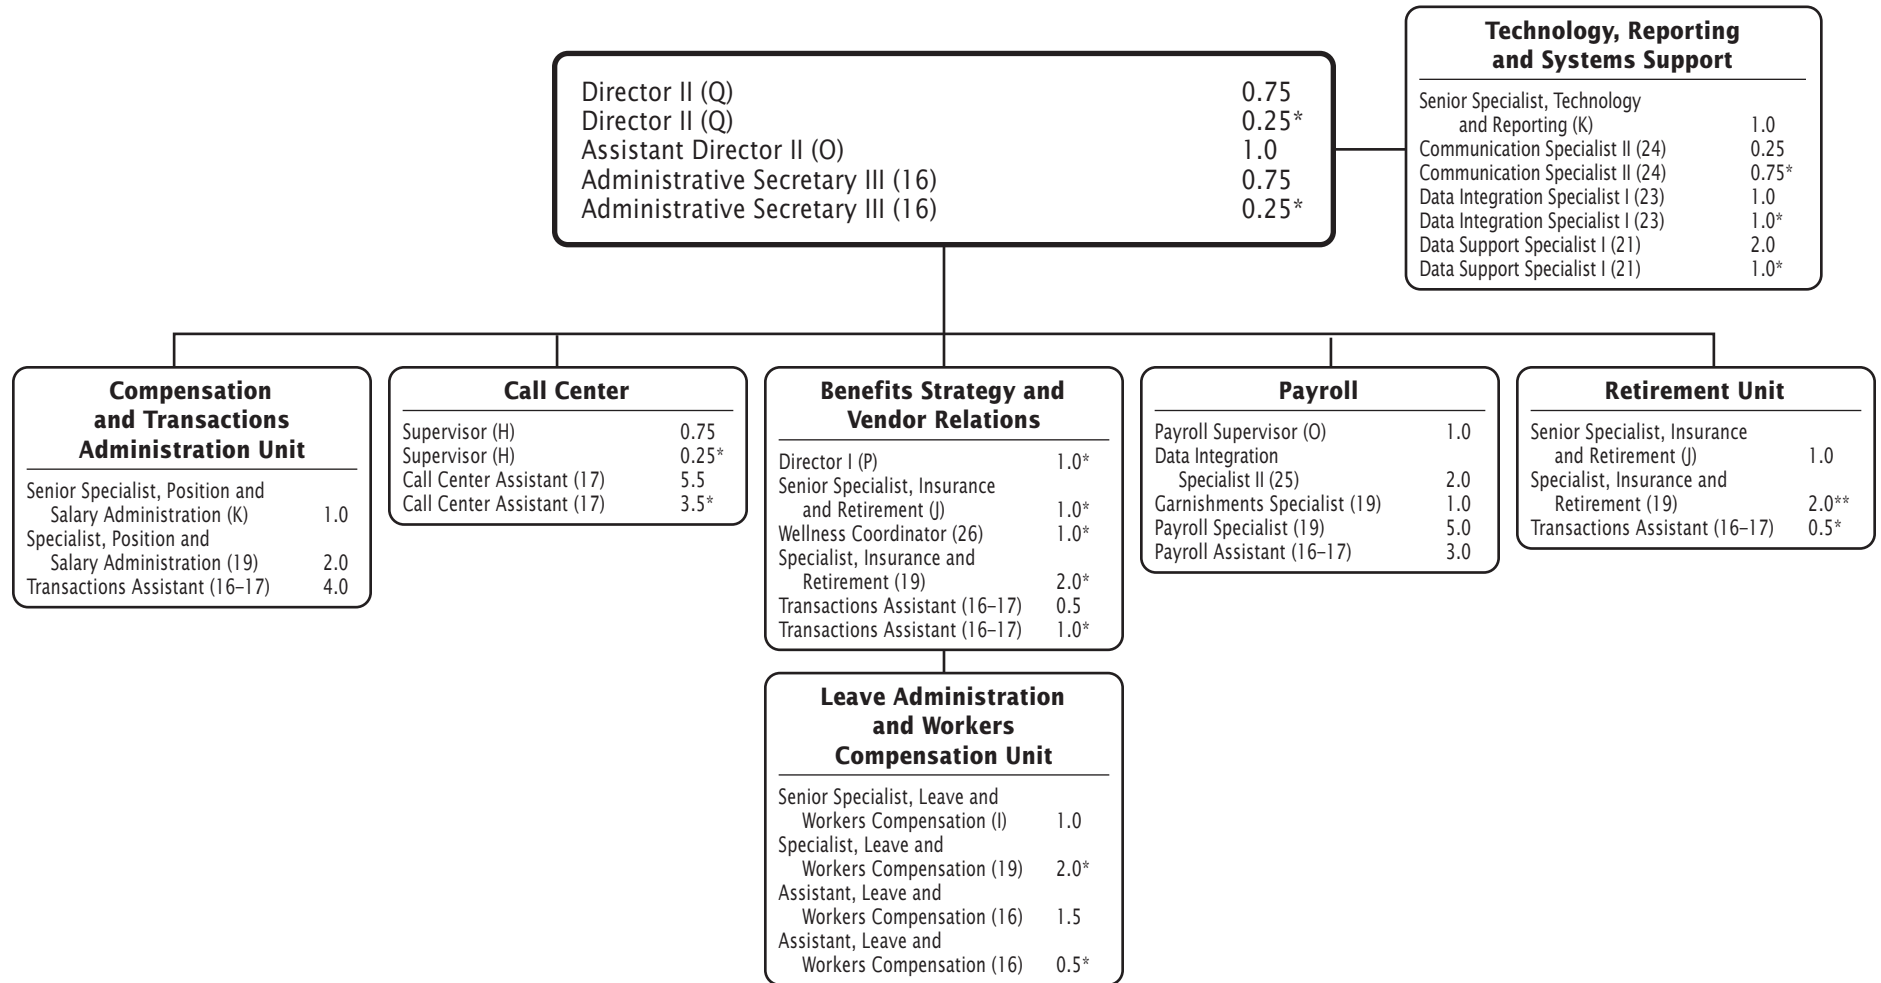 Director II (Q) 0.75
Director II (Q) 0.25*
Assistant Director II (O) 1.0
Administrative Secretary III (16) 0.75
Administrative Secretary III (16) 0.25*
Technology, Reporting
and Systems Support
Senior Specialist, Technology
and Reporting (K) 1.0
Communication Specialist II (24) 0.25
Communication Specialist II (24) 0.75*
Data Integration Specialist I (23) 1.0
Data Integration Specialist I (23) 1.0*
Data Support Specialist I (21) 2.0
Data Support Specialist I (21) 1.0*
Compensation
and Transactions
Administration Unit
Senior Specialist, Position and
Salary Administration (K) 1.0
Specialist, Position and
Salary Administration (19) 2.0
Transactions Assistant (16–17) 4.0
Call Center
Supervisor (H) 0.75
Supervisor (H) 0.25*
Call Center Assistant (17) 5.5
Call Center Assistant (17) 3.5*
Benefits Strategy and
Vendor Relations
Director I (P) 1.0*
Senior Specialist, Insurance
and Retirement (J) 1.0*
Wellness Coordinator (26) 1.0*
Specialist, Insurance and
Retirement (19) 2.0*
Transactions Assistant (16–17) 0.5
Transactions Assistant (16–17) 1.0*
Payroll
Payroll Supervisor (O) 1.0
Data Integration
Specialist II (25) 2.0
Garnishments Specialist (19) 1.0
Payroll Specialist (19) 5.0
Payroll Assistant (16–17) 3.0
Retirement Unit
Senior Specialist, Insurance
and Retirement (J) 1.0
Specialist, Insurance and
Retirement (19) 2.0**
Transactions Assistant (16–17) 0.5*
Leave Administration
and Workers
Compensation Unit
Senior Specialist, Leave and
Workers Compensation (I) 1.0
Specialist, Leave and
Workers Compensation (19) 2.0*
Assistant, Leave and
Workers Compensation (16) 1.5
Assistant, Leave and
Workers Compensation (16) 0.5*